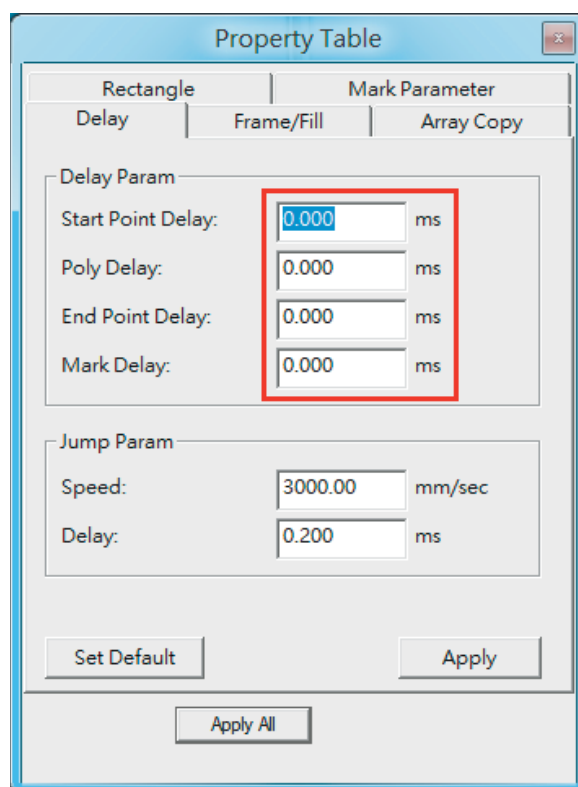 Property Table
Rectangle Mark Parameter
Delay Frame/Fill Array Copy
Delay Param
Start Point Delay: 0.000 ms
Poly Delay: 0.000 ms
End Point Delay: 0.000 ms
Mark Delay: 0.000 ms
Jump Param
Speed: 3000.00 mm/sec
Delay: 0.200 ms
Set Default Apply
Apply All